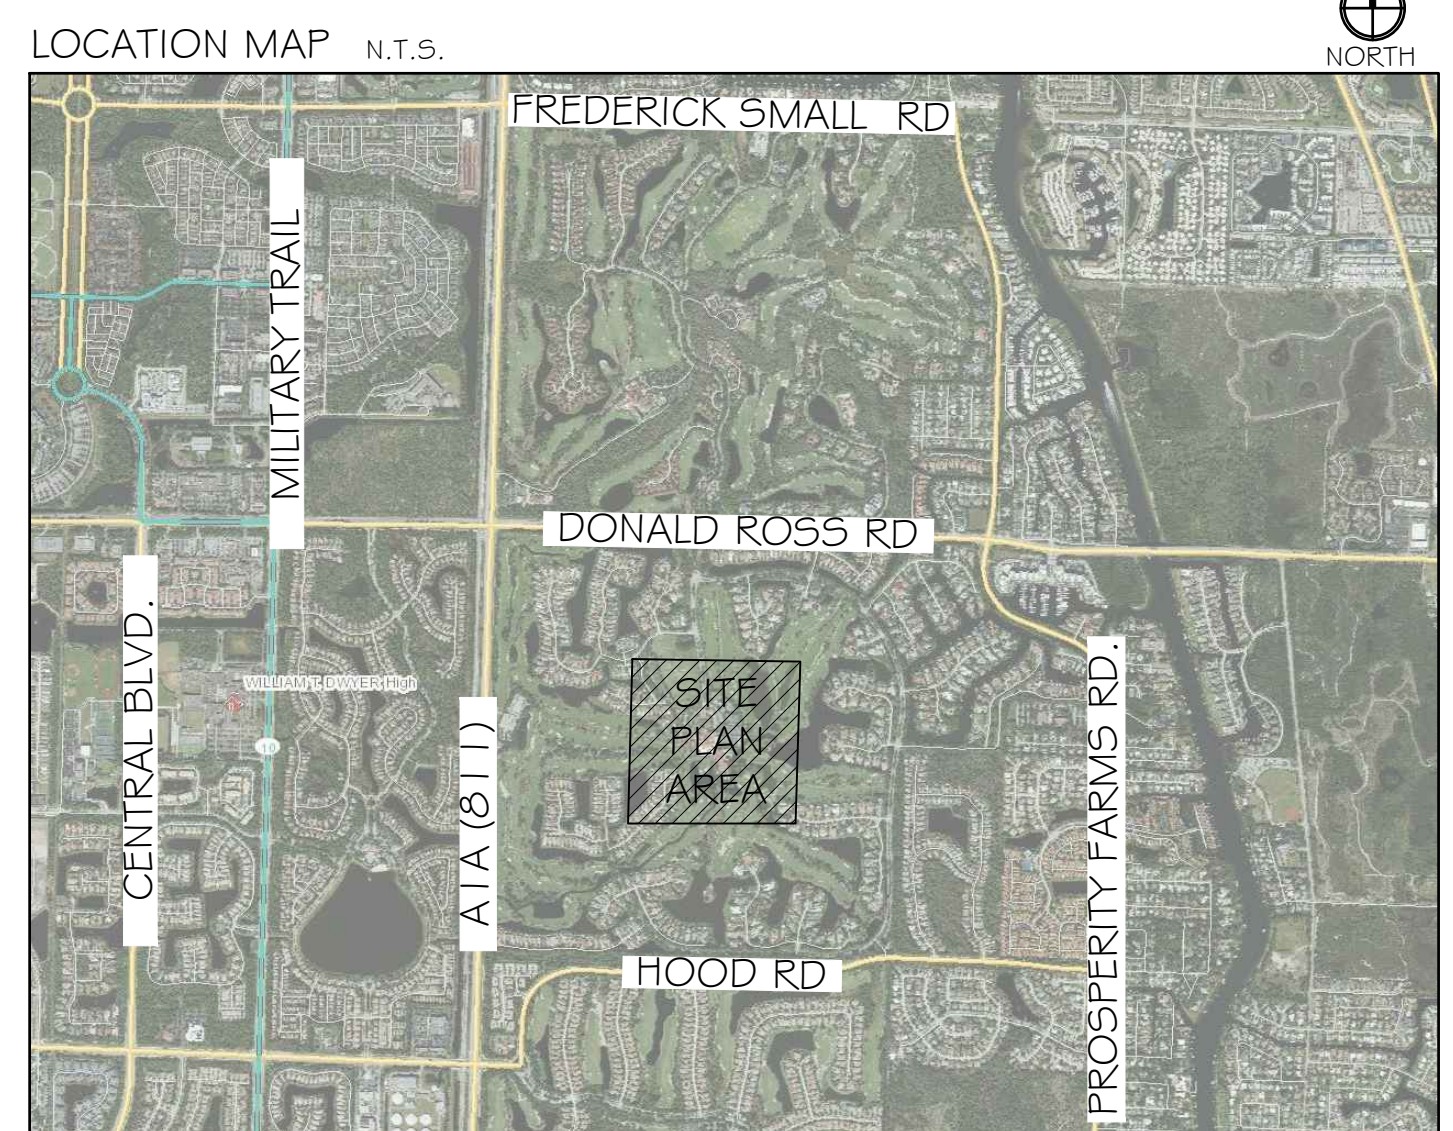 LOCATION MAP N.T.S.
NORTH
FREDERICK SMALL RD
MILITARY TRAIL
DONALD ROSS RD
CENTRAL BLVD.
WILLIAM T. DWYER High
10
A1A (811)
SITE
PLAN
AREA
PROSPERITY FARMS RD.
HOOD RD